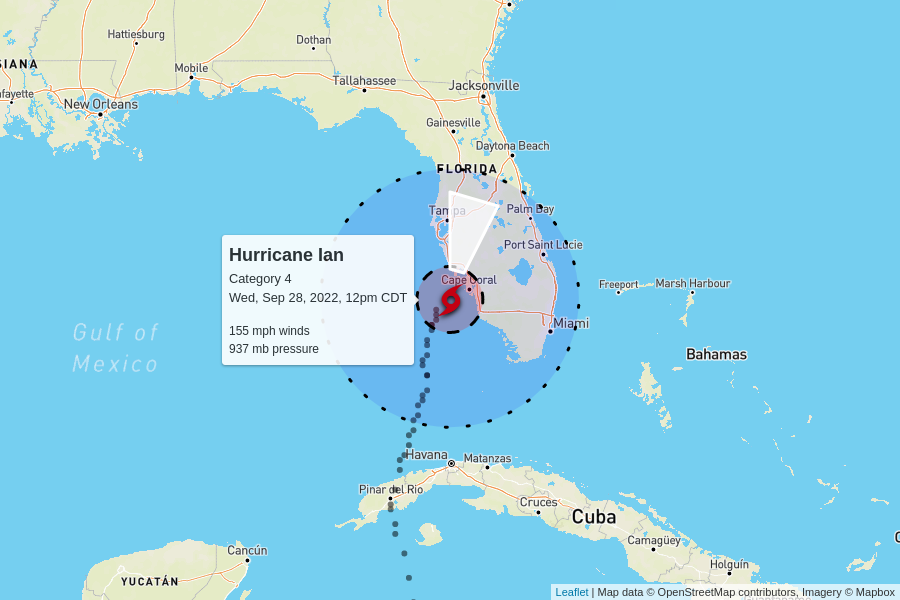 Hattiesburg
Dothan
SIANA
Mobile
Tallahassee
Jacksonville
afayette
New Orleans
Gainesville
Daytona Beach
FLORIDA
Tampa
Palm Bay
Port Saint Lucie
Hurricane Ian
Category 4
Wed, Sep 28, 2022, 12pm CDT
155 mph winds
937 mb pressure
Cape Coral
Freeport
Marsh Harbour
Miami
Gulf of
Mexico
Bahamas
Havana
Matanzas
Pinar del Rio
Cruces
Cuba
Camagüey
Cancún
Holguín
YUCATÁN
Leaflet | Map data © OpenStreetMap contributors, Imagery © Mapbox